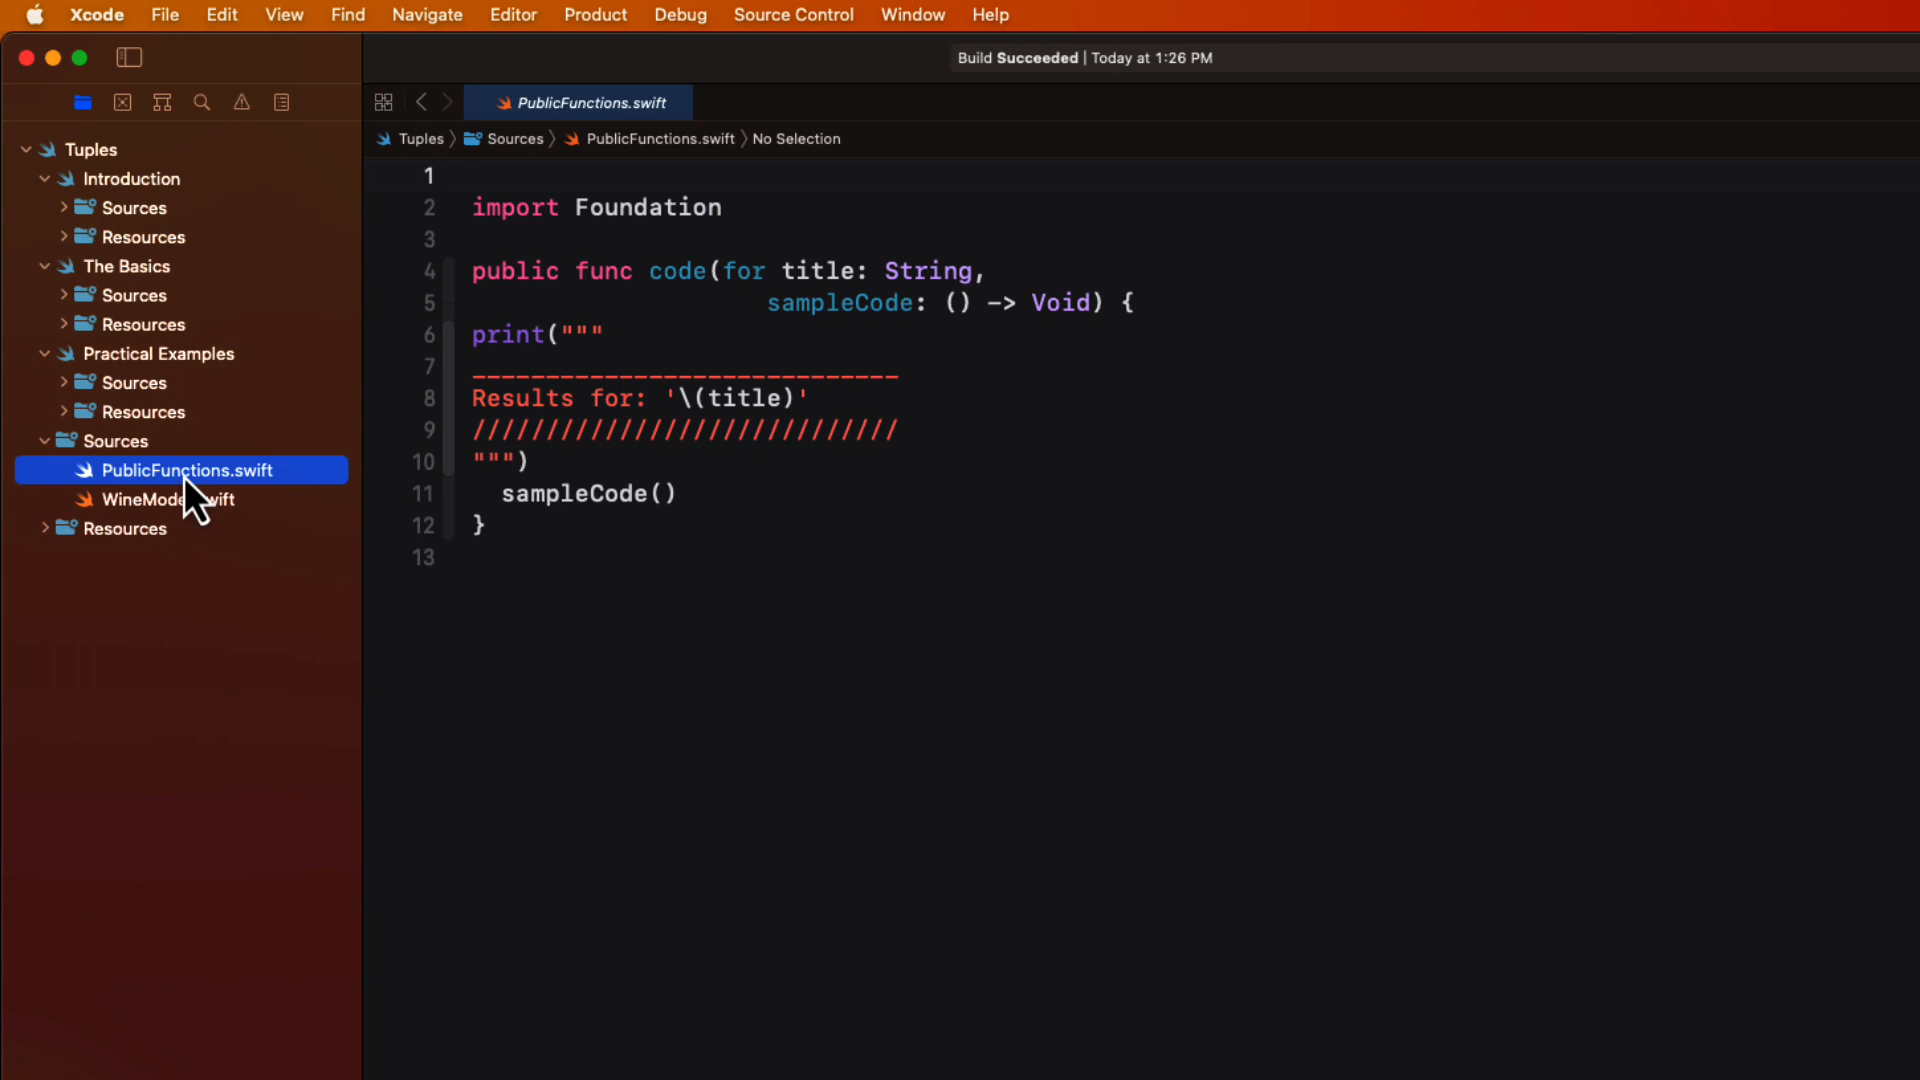 Xcode File Edit View Find Navigate Editor Product Debug Source Control Window Help
Build Succeeded | Today at 1:26 PM
PublicFunctions.swift
Tuples 〉 Sources 〉 PublicFunctions.swift 〉 No Selection
Tuples
Introduction
Sources
Resources
The Basics
Sources
Resources
Practical Examples
Sources
Resources
Sources
PublicFunctions.swift
Resources
1
2 import Foundation
3
4 public func code(for title: String,
5 sampleCode: () -> Void) {
6 print("""
7 _____________________________
8 Results for: '\(title)'
9 /////////////////////////////
10 """)
11 sampleCode()
12 }
13